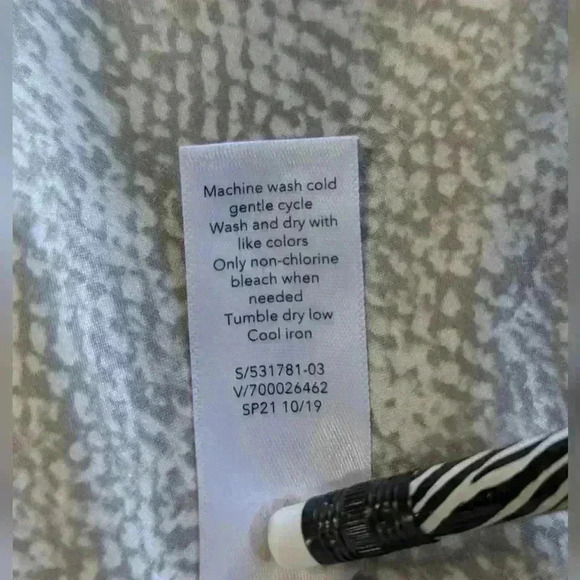 Machine wash cold
gentle cycle
Wash and dry with
like colors
Only non-chlorine
bleach when
needed
Tumble dry low
Cool iron
S/531781-03
V/700026462
SP21 10/19